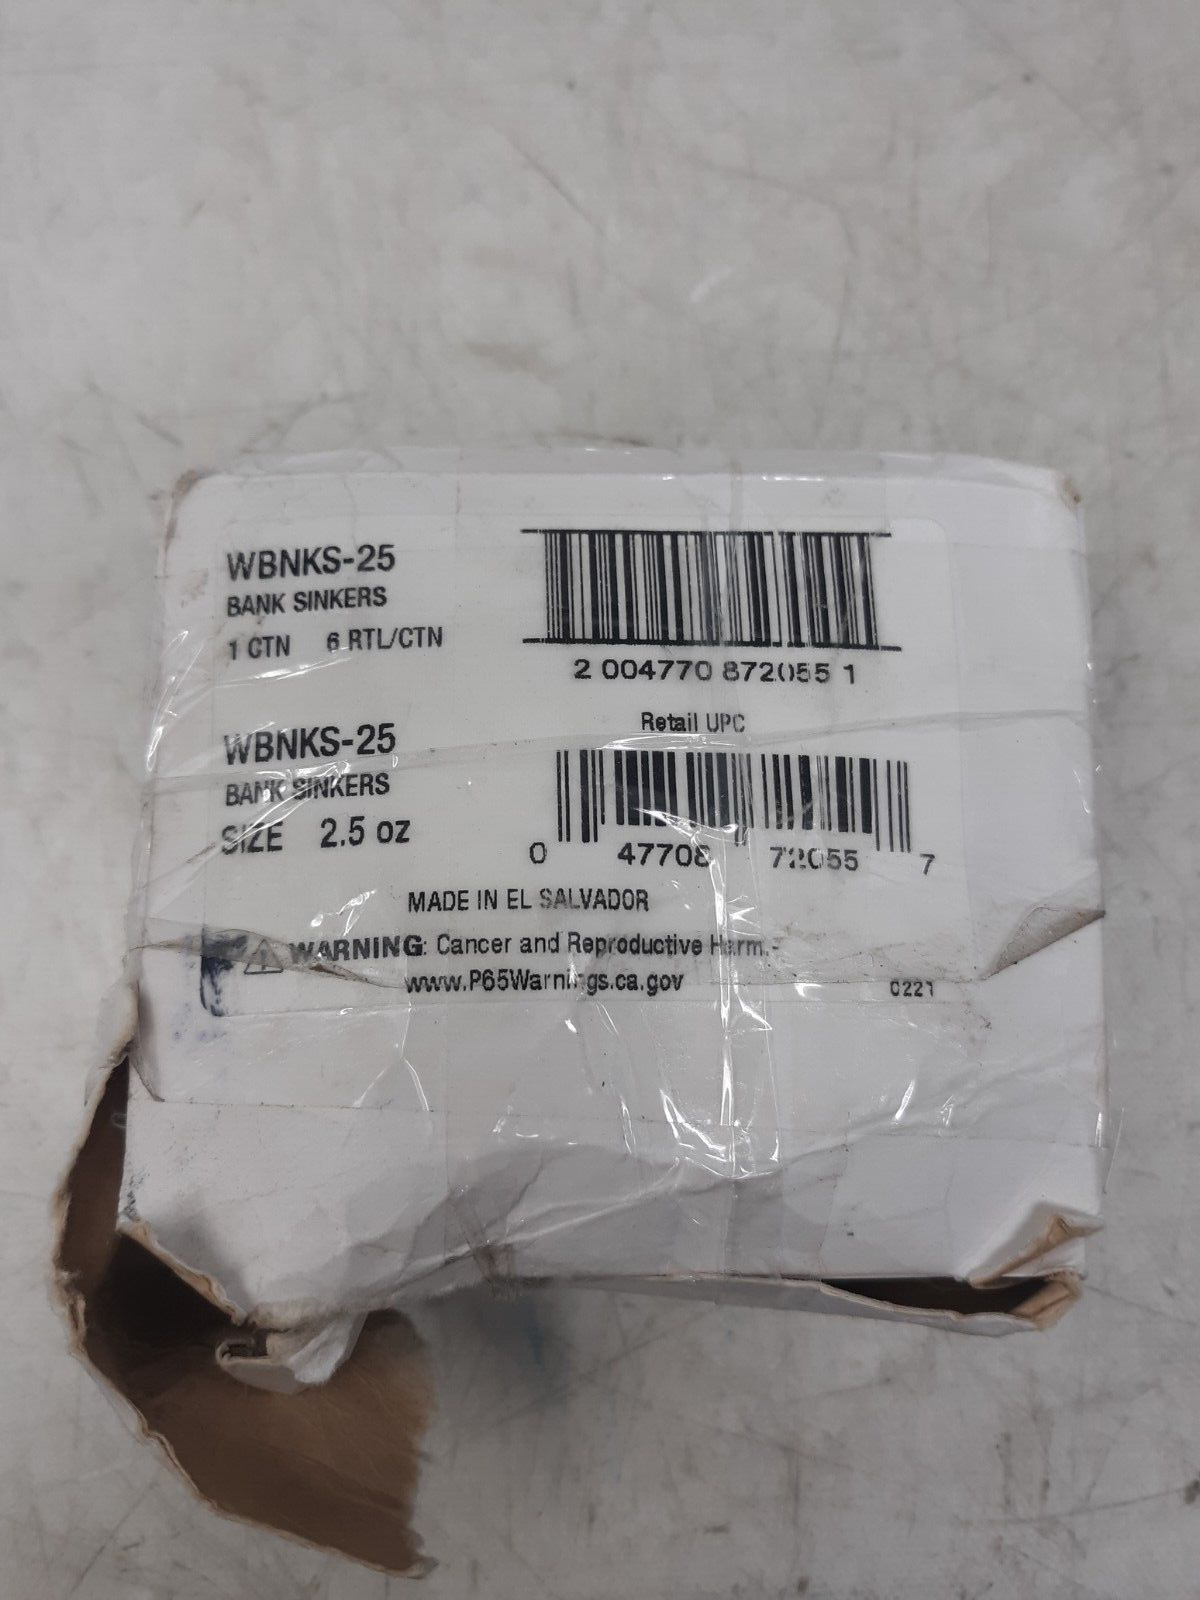 WBNKS-25
BANK SINKERS
1 CTN 6 RTL/CTN
2 004770 872055 1
Retail UPC
WBNKS-25
BANK SINKERS
SIZE 2.5 oz
0 47708 72055 7
MADE IN EL SALVADOR
WARNING: Cancer and Reproductive Harm.-
www.P65Warnings.ca.gov
0221